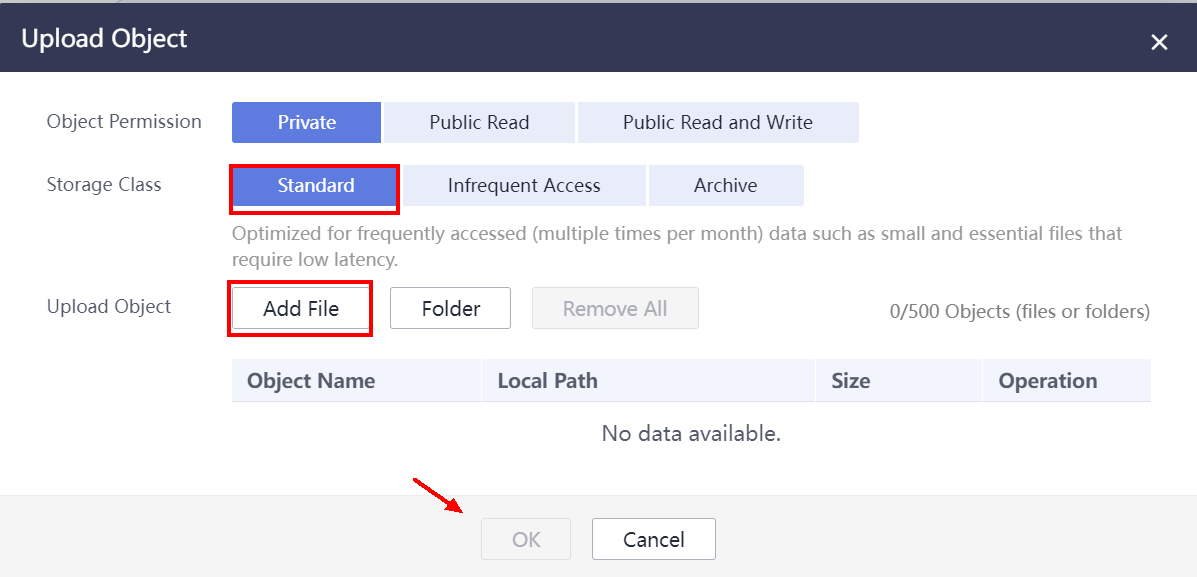 Upload Object
Object Permission Private Public Read Public Read and Write
Storage Class Standard Infrequent Access Archive
Optimized for frequently accessed (multiple times per month) data such as small and essential files that
require low latency.
Upload Object Add File Folder Remove All 0/500 Objects (files or folders)
Object Name Local Path Size Operation
No data available.
OK Cancel